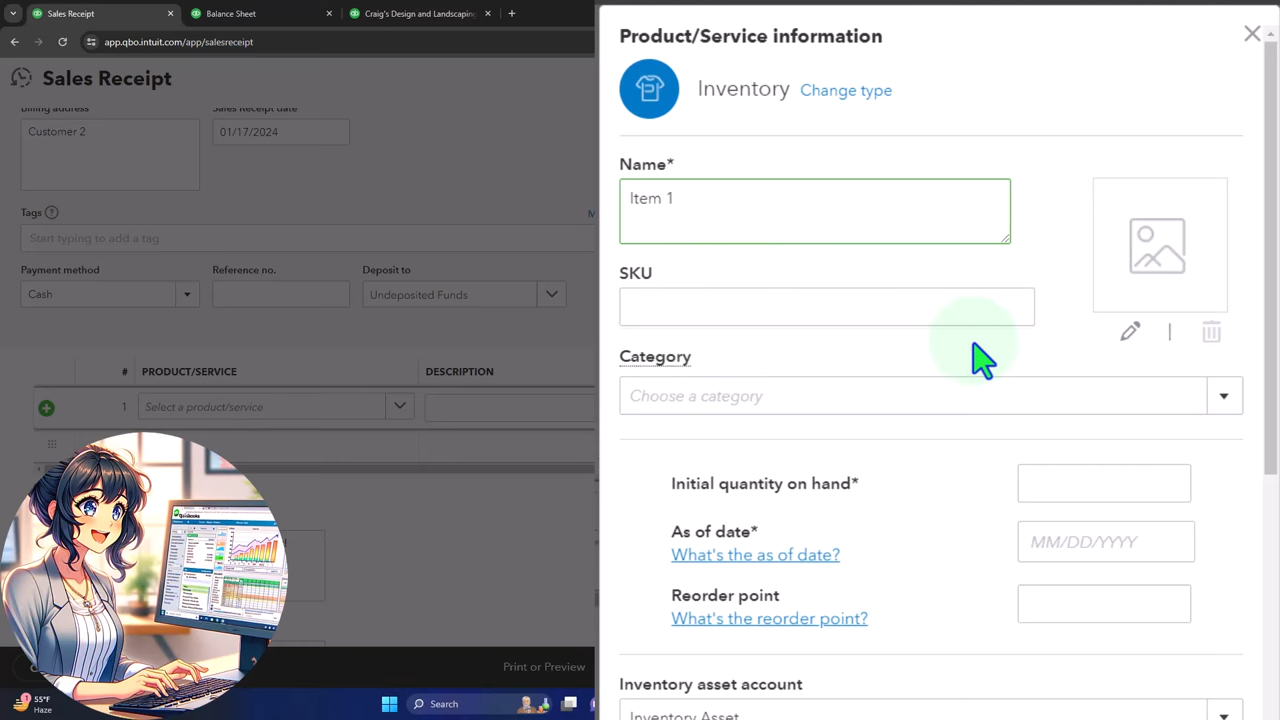 Sales Receipt
Balance Sheet
Craig's Design and Landscaping
app.qbo.intuit.com/app/salesreceipt
Sales Receipt
Billing address
Sales Receipt date
Customer 2
01/17/2024
Tags
M
Start typing to add a tag
Payment method
Reference no.
Deposit to
Cash
Undeposited Funds
#
PRODUCT/SERVICE
DESCRIPTION
1
Select a product/service
Print or Preview
55°F
Haze
Search
QuickBooks
Product/Service information
Inventory
Change type
Name*
Item 1
SKU
Category
Choose a category
Initial quantity on hand*
As of date*
MM/DD/YYYY
What's the as of date?
Reorder point
What's the reorder point?
Inventory asset account
Inventory Asset